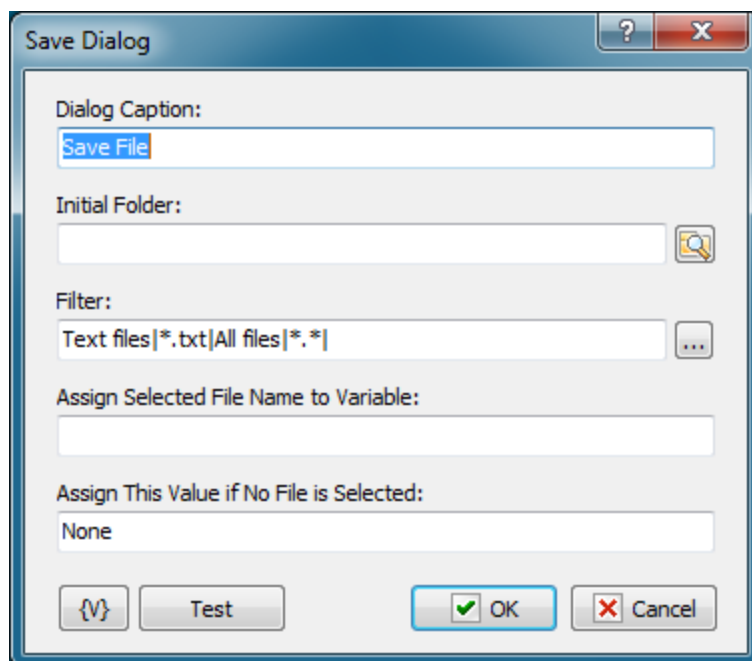 Save Dialog
?
X
Dialog Caption:
Save File
Initial Folder:
Filter:
Text files|*.txt|All files|*.*|
...
Assign Selected File Name to Variable:
Assign This Value if No File is Selected:
None
{V} Test OK Cancel